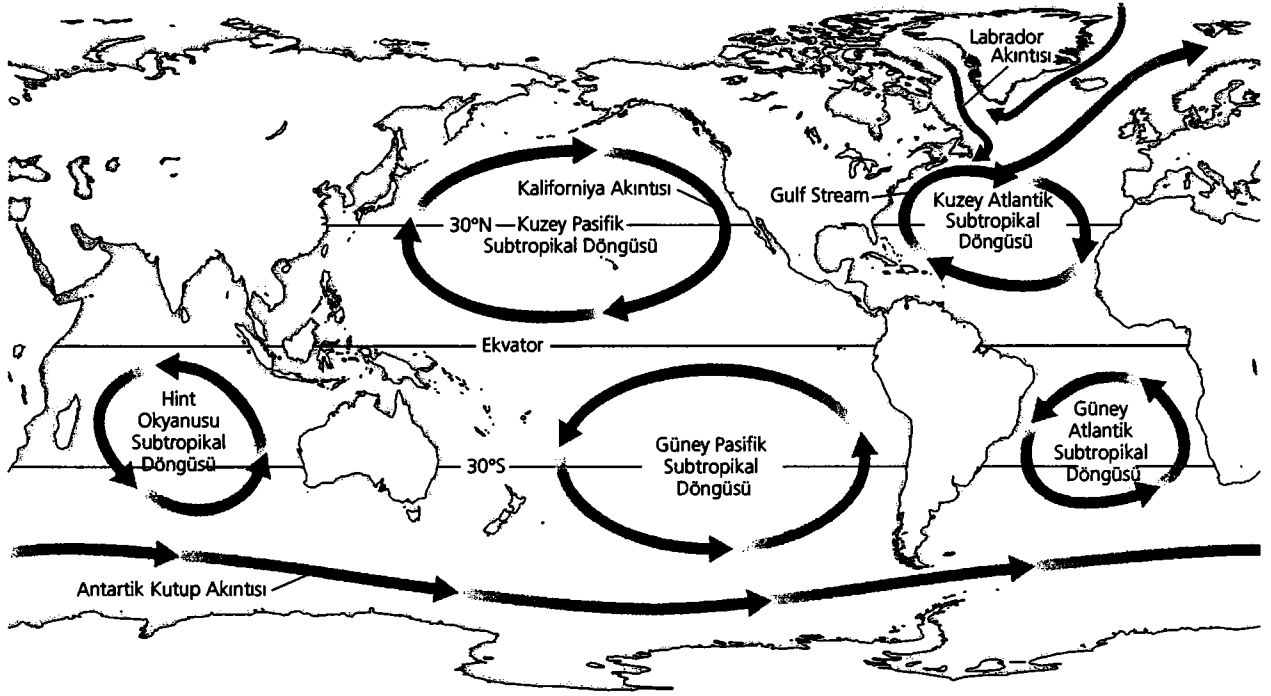 Labrador
Akıntısı
Kaliforniya Akıntısı
Gulf Stream
Kuzey Atlantik
Subtropikal
Döngüsü
30°N
Kuzey Pasifik
Subtropikal Döngüsü
Ekvator
Hint
Okyanusu
Subtropikal
Döngüsü
Güney Pasifik
Subtropikal
Döngüsü
Güney
Atlantik
Subtropikal
Döngüsü
30°S
Antartik Kutup Akıntısı